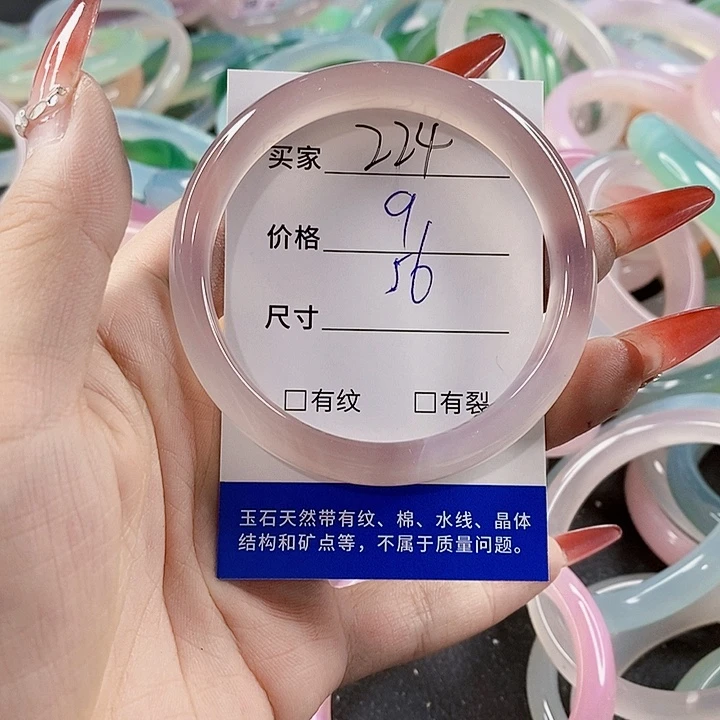 买家 224
价格 9
56
尺寸
□有纹 □有裂
玉石天然带有纹、棉、水线、晶体
结构和矿点等，不属于质量问题。